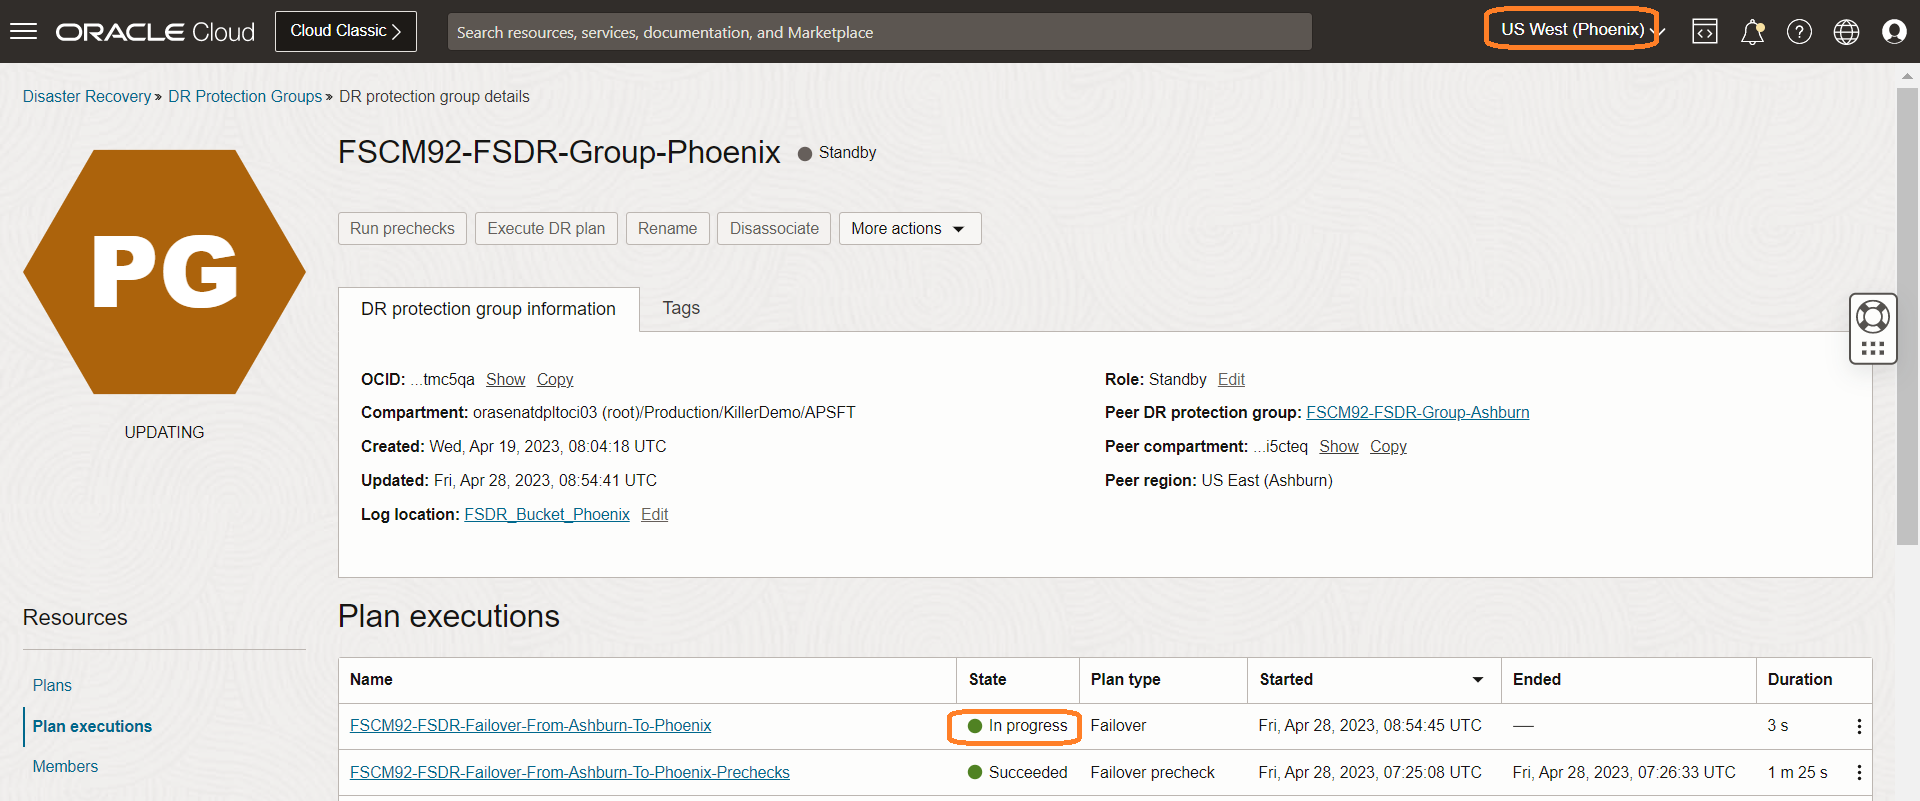 ORACLE Cloud
Cloud Classic
Search resources, services, documentation, and Marketplace
US West (Phoenix)
Disaster Recovery » DR Protection Groups » DR protection group details
PG
UPDATING
FSCM92-FSDR-Group-Phoenix
Standby
Run prechecks
Execute DR plan
Rename
Disassociate
More actions
DR protection group information
Tags
OCID: ...tmc5qa Show Copy
Compartment: orasenatdpltoci03 (root)/Production/KillerDemo/APSFT
Created: Wed, Apr 19, 2023, 08:04:18 UTC
Updated: Fri, Apr 28, 2023, 08:54:41 UTC
Log location: FSDR_Bucket_Phoenix Edit
Role: Standby Edit
Peer DR protection group: FSCM92-FSDR-Group-Ashburn
Peer compartment: ...i5cteq Show Copy
Peer region: US East (Ashburn)
Resources
Plans
Plan executions
Members
Plan executions
Name State Plan type Started Ended Duration
FSCM92-FSDR-Failover-From-Ashburn-To-Phoenix In progress Failover Fri, Apr 28, 2023, 08:54:45 UTC — 3 s
FSCM92-FSDR-Failover-From-Ashburn-To-Phoenix-Prechecks Succeeded Failover precheck Fri, Apr 28, 2023, 07:25:08 UTC Fri, Apr 28, 2023, 07:26:33 UTC 1 m 25 s